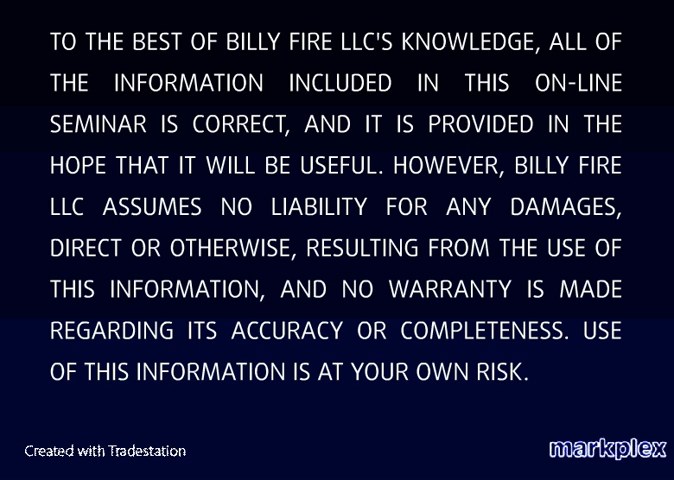 TO THE BEST OF BILLY FIRE LLC'S KNOWLEDGE, ALL OF
THE INFORMATION INCLUDED IN THIS ON-LINE
SEMINAR IS CORRECT, AND IT IS PROVIDED IN THE
HOPE THAT IT WILL BE USEFUL. HOWEVER, BILLY FIRE
LLC ASSUMES NO LIABILITY FOR ANY DAMAGES,
DIRECT OR OTHERWISE, RESULTING FROM THE USE OF
THIS INFORMATION, AND NO WARRANTY IS MADE
REGARDING ITS ACCURACY OR COMPLETENESS. USE
OF THIS INFORMATION IS AT YOUR OWN RISK.
Created with Tradestation
markplex